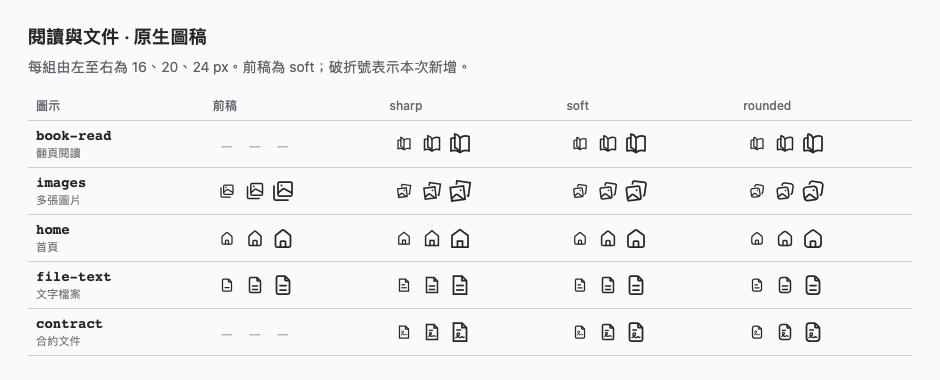 閱讀與文件 · 原生圖稿
每組由左至右為 16、20、24 px。前稿為 soft；破折號表示本次新增。
圖示 前稿 sharp soft rounded
book-read — — —
翻頁閱讀
images
多張圖片
home
首頁
file-text
文字檔案
contract — — —
合約文件